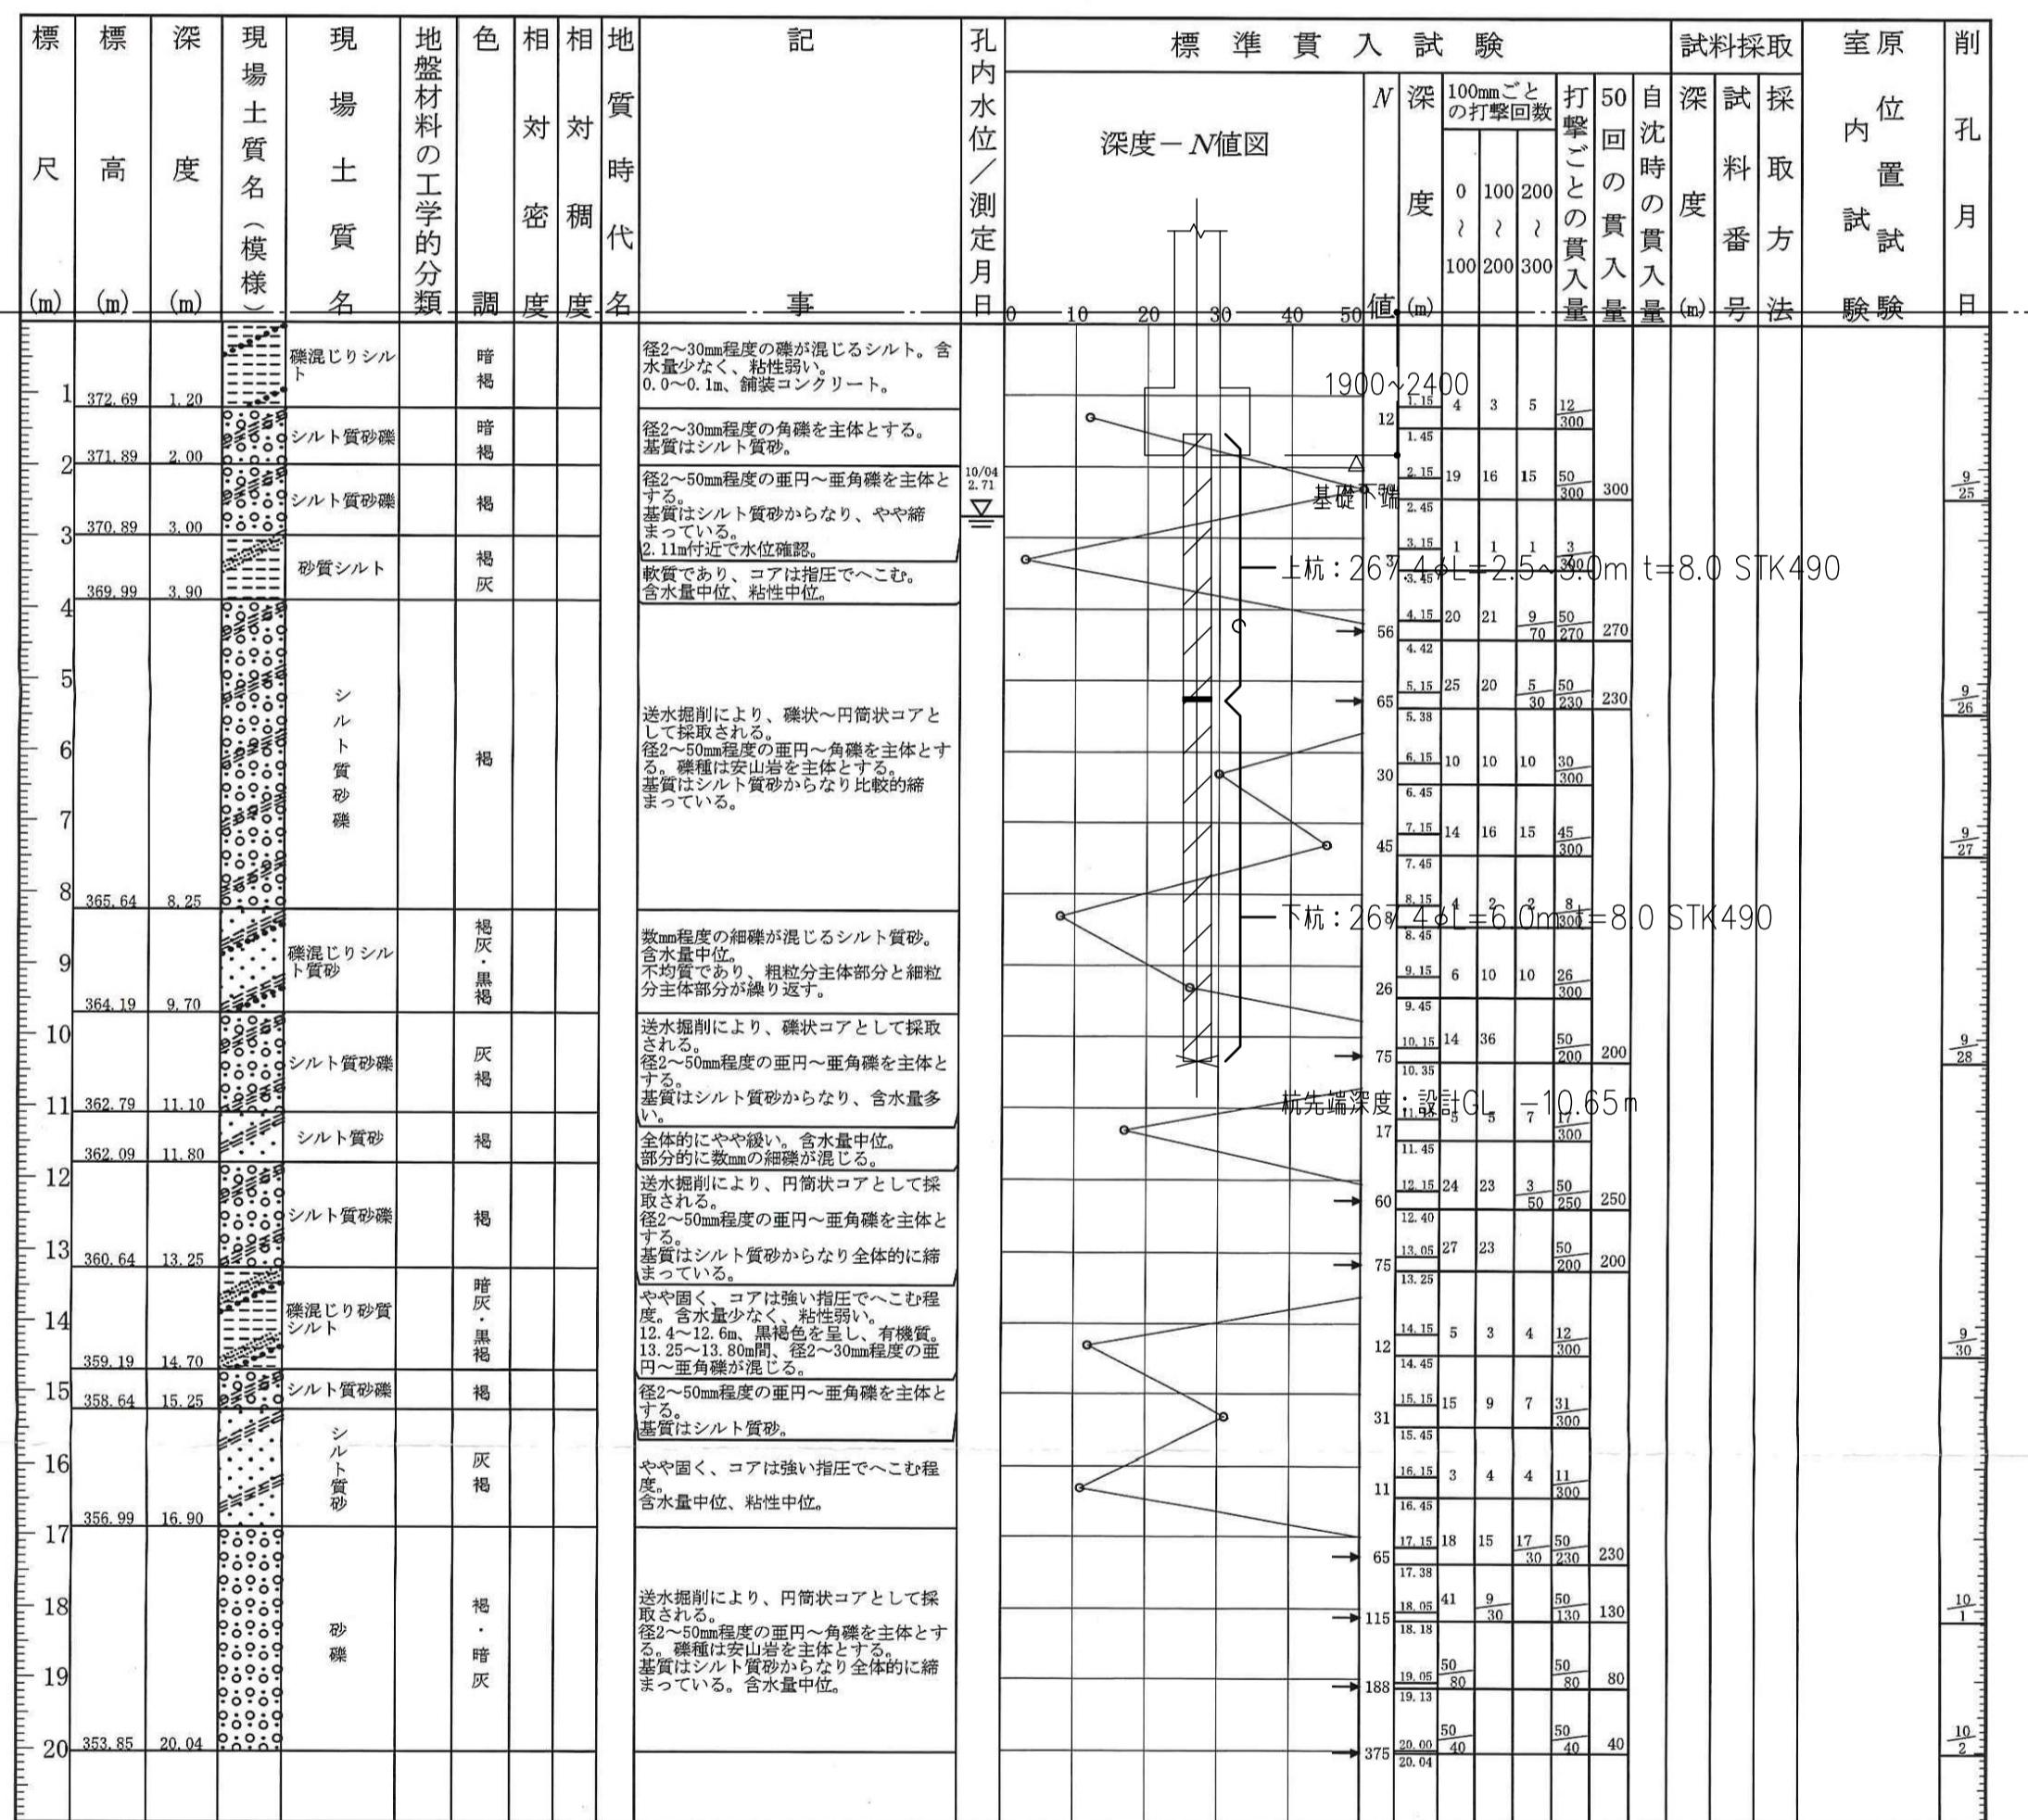 標尺(m)
標高(m)
深度(m)
現場土質名(模様)
現場土質名
地盤材料の工学的分類
色調
相対密度
相対稠度
地質時代名
記事
孔内水位/測定月日
標準貫入試験
深度-N値図
0 10 20 30 40 50
N値
深度(m)
100mmごと
の打撃回数
0 100 200
~ ~ ~
100 200 300
打撃ごとの貫入量
50回の貫入量
自沈時の貫入量
試料採取
深度(m)
試料番号
採取方法
室内試験
原位置試験
削孔月日
1
372.69 1.20
礫混じりシル
ト
暗褐
径2~30mm程度の礫が混じるシルト。含
水量少なく、粘性弱い。
0.0~0.1m、舗装コンクリート。
1900~2400
12 1.15 4 3 5 12/300
1.45
2
371.89 2.00
シルト質砂礫
暗褐
径2~30mm程度の角礫を主体とする。
基質はシルト質砂。
10/04
2.71
2.15 19 16 15 50/300 300
2.45
9/25
基礎下端
3
370.89 3.00
シルト質砂礫
褐
径2~50mm程度の亜円~亜角礫を主体と
する。
基質はシルト質砂からなり、やや締
まっている。
2.11m付近で水位確認。
3 3.15 1 1 1 3/300
3.45
上杭:267.4φL=2.5~3.0m t=8.0 STK490
369.99 3.90
砂質シルト
褐灰
軟質であり、コアは指圧でへこむ。
含水量中位、粘性中位。
4
56 4.15 20 21 9/70 50/270 270
4.42
5
65 5.15 25 20 5/30 50/230 230
5.38
9/26
シルト質砂礫
褐
送水掘削により、礫状~円筒状コアと
して採取される。
径2~50mm程度の亜円~角礫を主体とす
る。礫種は安山岩を主体とする。
基質はシルト質砂からなり比較的締
まっている。
6
30 6.15 10 10 10 30/300
6.45
7
45 7.15 14 16 15 45/300
7.45
9/27
8
365.64 8.25
8 8.15 4 2 2 8/300
8.45
下杭:267.4φL=6.0m t=8.0 STK490
9
364.19 9.70
礫混じりシル
ト質砂
褐灰・黒褐
数mm程度の細礫が混じるシルト質砂。
含水量中位。
不均質であり、粗粒分主体部分と細粒
分主体部分が繰り返す。
26 9.15 6 10 10 26/300
9.45
10
シルト質砂礫
灰褐
送水掘削により、礫状コアとして採取
される。
径2~50mm程度の亜円~亜角礫を主体と
する。
基質はシルト質砂からなり、含水量多
い。
75 10.15 14 36 50/200 200
10.35
9/28
11
362.79 11.10
杭先端深度:設計GL -10.65m
17 5 5 7 17/300
11.45
362.09 11.80
シルト質砂
褐
全体的にやや緩い。含水量中位。
部分的に数mmの細礫が混じる。
12
60 12.15 24 23 3/50 50/250 250
12.40
シルト質砂礫
褐
送水掘削により、円筒状コアとして採
取される。
径2~50mm程度の亜円~亜角礫を主体と
する。
基質はシルト質砂からなり全体的に締
まっている。
13
360.64 13.25
75 13.05 27 23 50/200 200
13.25
14
359.19 14.70
礫混じり砂質
シルト
暗灰・黒褐
やや固く、コアは強い指圧でへこむ程
度。含水量少なく、粘性弱い。
12.4~12.6m、黒褐色を呈し、有機質。
13.25~13.80m間、径2~30mm程度の亜
円~亜角礫が混じる。
12 14.15 5 3 4 12/300
14.45
9/30
15
358.64 15.25
シルト質砂礫
褐
径2~50mm程度の亜円~亜角礫を主体と
する。
基質はシルト質砂。
31 15.15 15 9 7 31/300
15.45
16
356.99 16.90
シルト質砂
灰褐
やや固く、コアは強い指圧でへこむ程
度。
含水量中位、粘性中位。
11 16.15 3 4 4 11/300
16.45
17
65 17.15 18 15 17/30 50/230 230
17.38
18
115 18.05 41 9/30 50/130 130
18.18
10/1
砂礫
褐・暗灰
送水掘削により、円筒状コアとして採
取される。
径2~50mm程度の亜円~角礫を主体とす
る。礫種は安山岩を主体とする。
基質はシルト質砂からなり全体的に締
まっている。含水量中位。
19
188 19.05 50/80 50/80 80
19.13
20
353.85 20.04
375 20.00 50/40 50/40 40
20.04
10/2